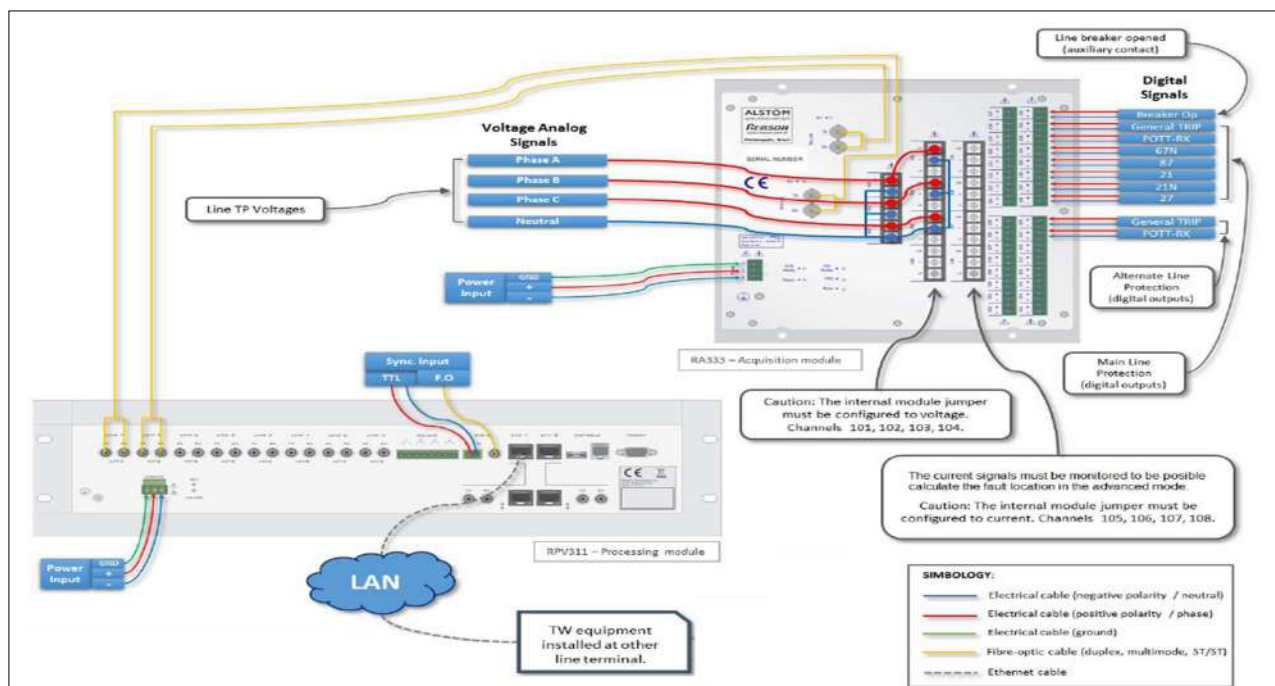 Line breaker opened
(auxiliary contact)
Digital
Signals
Breaker Op
General TRIP
POTT-RX
67N
87
21
21N
27
General TRIP
POTT-RX
Alternate Line
Protection
(digital outputs)
Main Line
Protection
(digital outputs)
Voltage Analog
Signals
Phase A
Phase B
Phase C
Neutral
Line TP Voltages
ALSTOM
REASON
SERIAL NUMBER
CE
Power
Input
GND
+
-
RA333 – Acquisition module
Sync. Input
TTL
F.O
Caution: The internal module jumper
must be configured to voltage.
Channels 101, 102, 103, 104.
The current signals must be monitored to be posible
calculate the fault location in the advanced mode.
Caution: The internal module jumper must be
configured to current. Channels 105, 106, 107, 108.
CE
Power
Input
GND
+
-
RPV311 – Processing module
LAN
TW equipment
installed at other
line terminal.
SIMBOLOGY:
Electrical cable (negative polarity / neutral)
Electrical cable (positive polarity / phase)
Electrical cable (ground)
Fibre-optic cable (duplex, multimode, ST/ST)
Ethernet cable